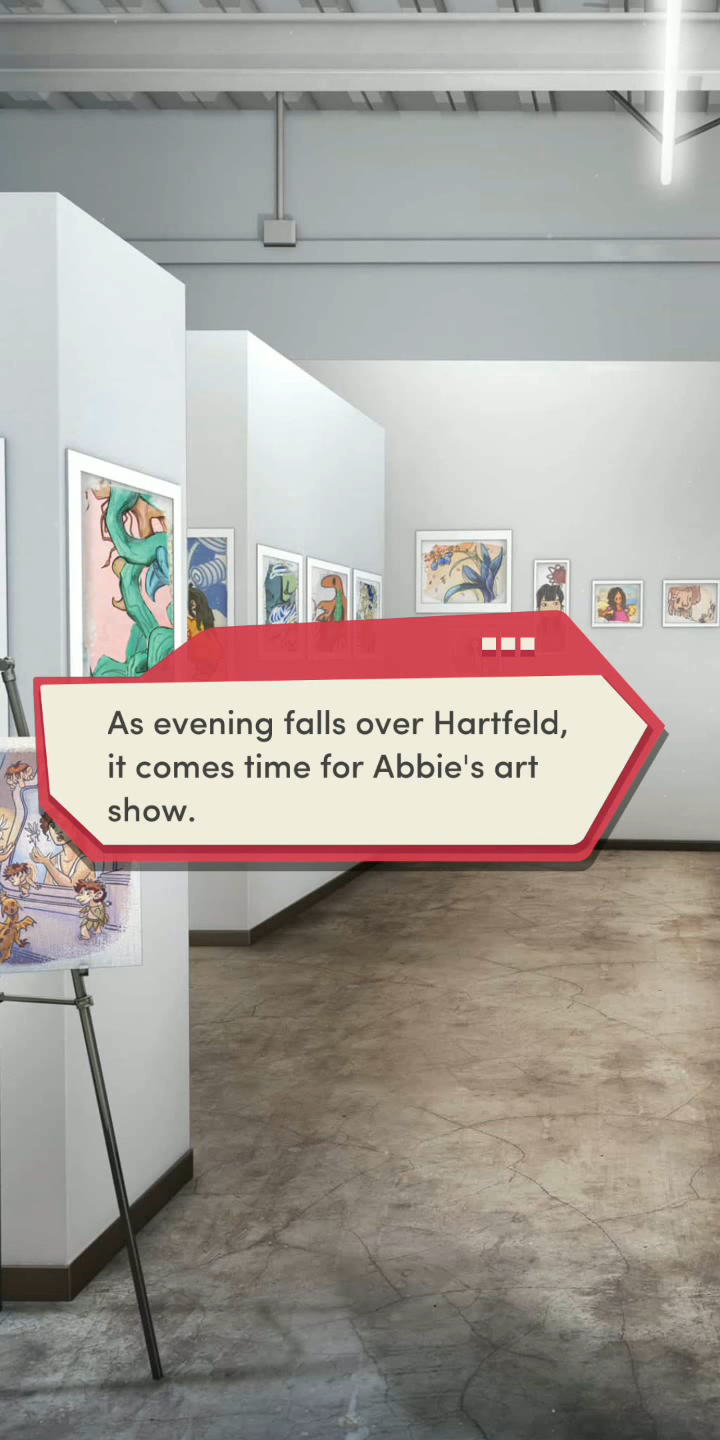 As evening falls over Hartfeld,
it comes time for Abbie's art
show.